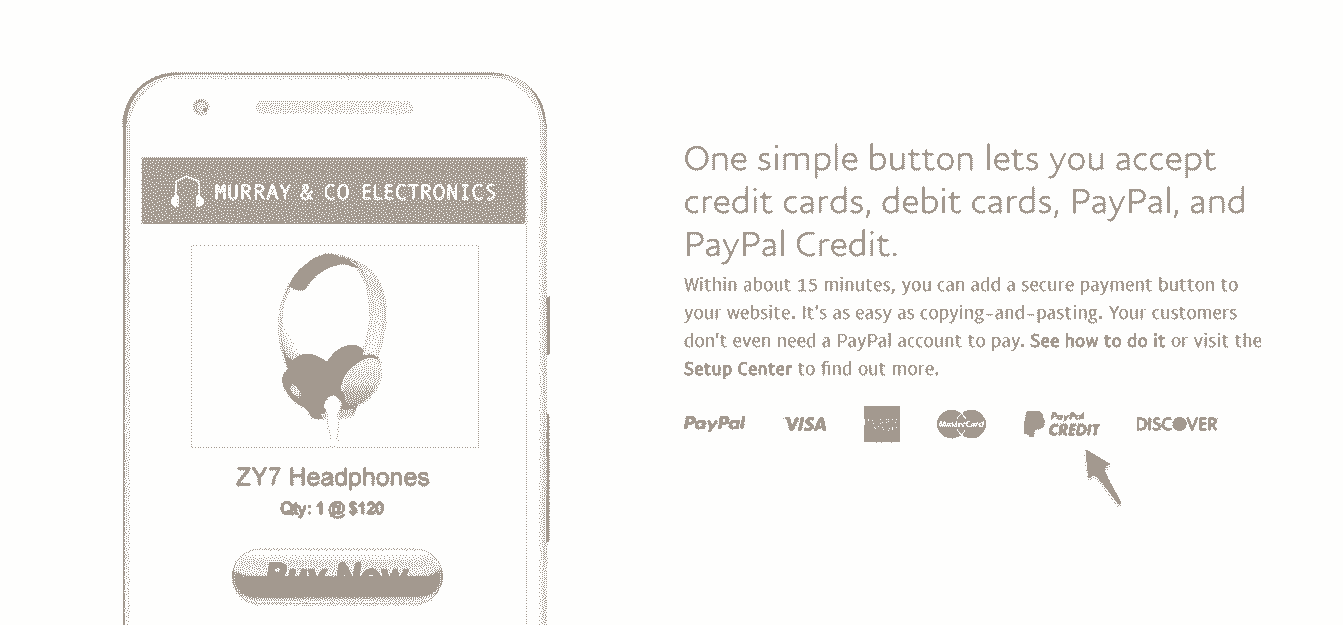 MURRAY & CO ELECTRONICS
ZY7 Headphones
Qty: 1 @ $120
Buy Now
One simple button lets you accept
credit cards, debit cards, PayPal, and
PayPal Credit.
Within about 15 minutes, you can add a secure payment button to
your website. It's as easy as copying-and-pasting. Your customers
don't even need a PayPal account to pay. See how to do it or visit the
Setup Center to find out more.
PayPal VISA MasterCard PayPal CREDIT DISCOVER